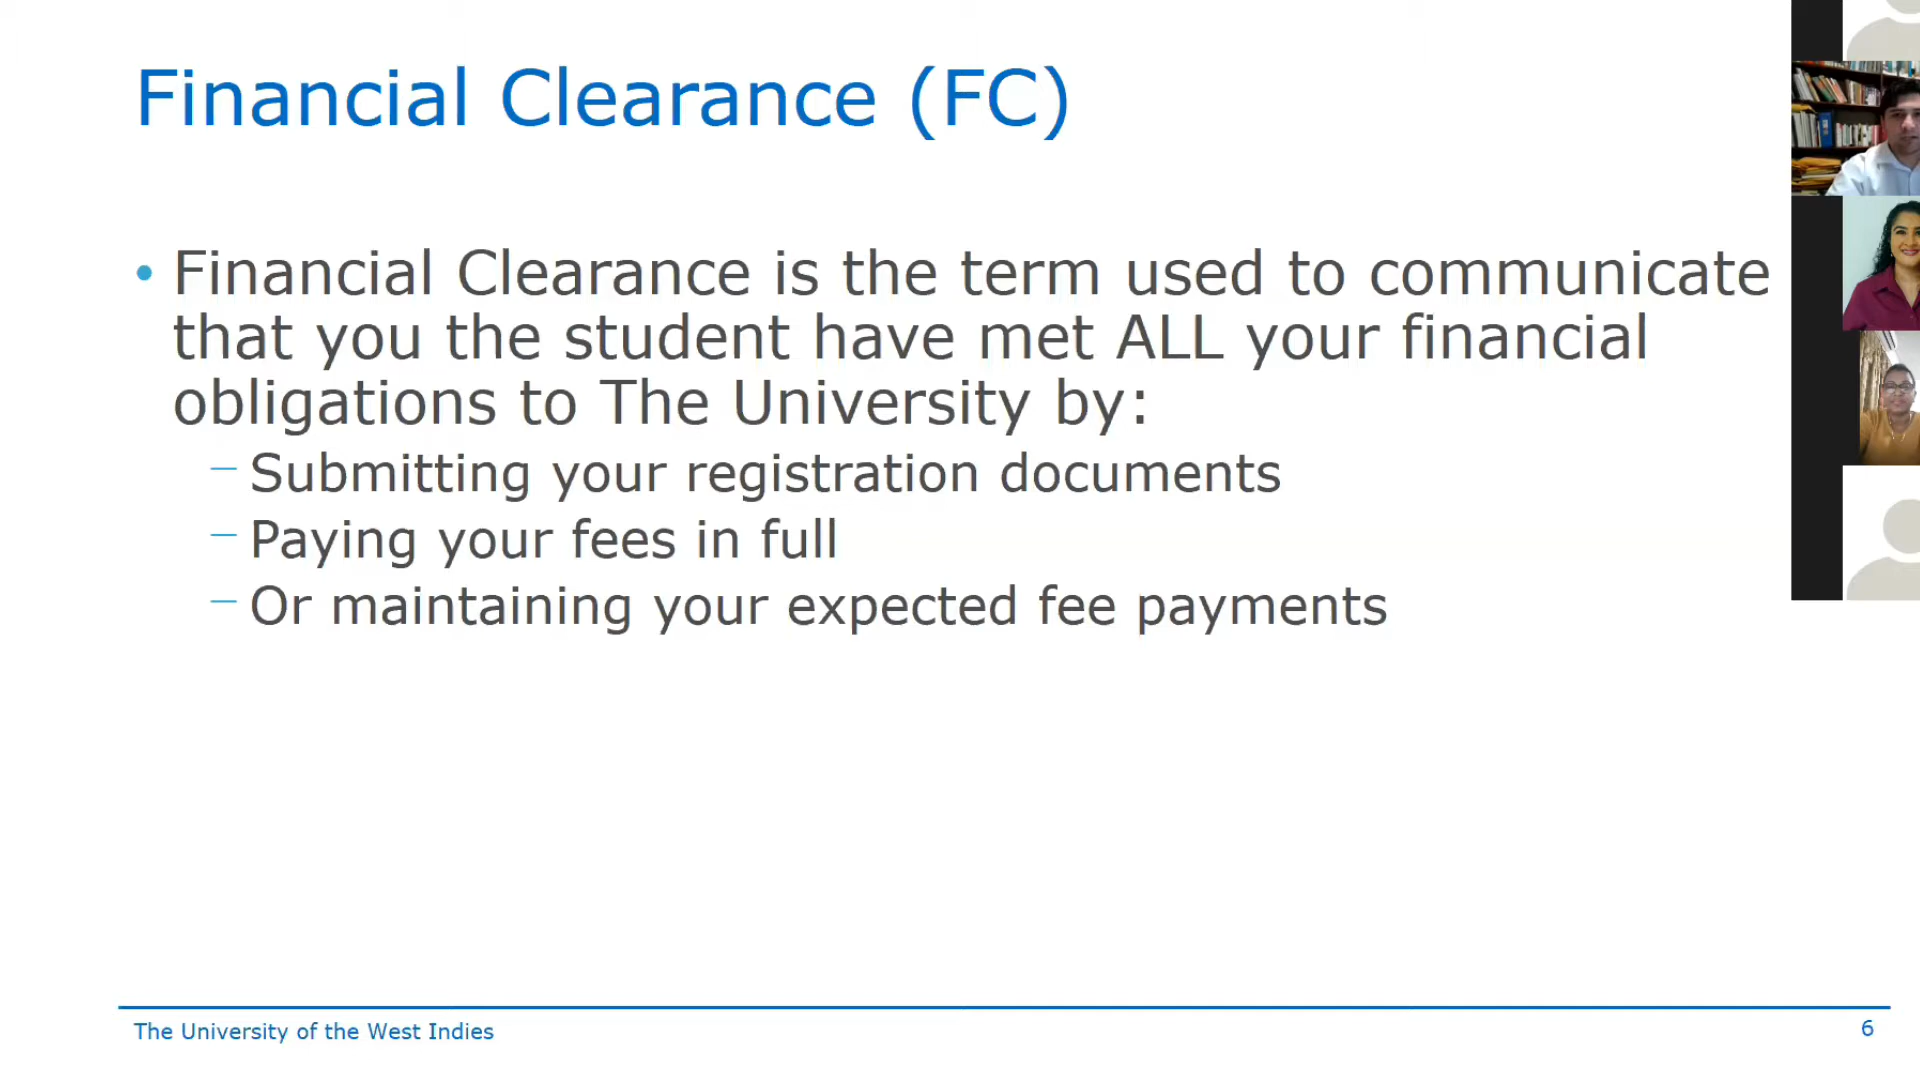 Financial Clearance (FC)
• Financial Clearance is the term used to communicate
that you the student have met ALL your financial
obligations to The University by:
– Submitting your registration documents
– Paying your fees in full
– Or maintaining your expected fee payments
The University of the West Indies
6